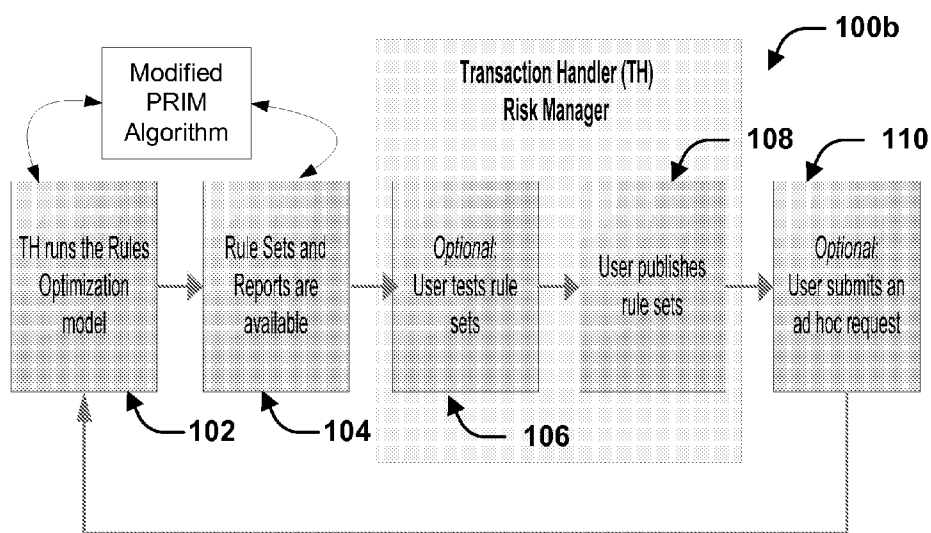 100b
Modified
PRIM
Algorithm
Transaction Handler (TH)
Risk Manager
108
110
TH runs the Rules
Optimization
model
Rule Sets and
Reports are
available
Optional:
User tests rule
sets
User publishes
rule sets
Optional:
User submits an
ad hoc request
102
104
106